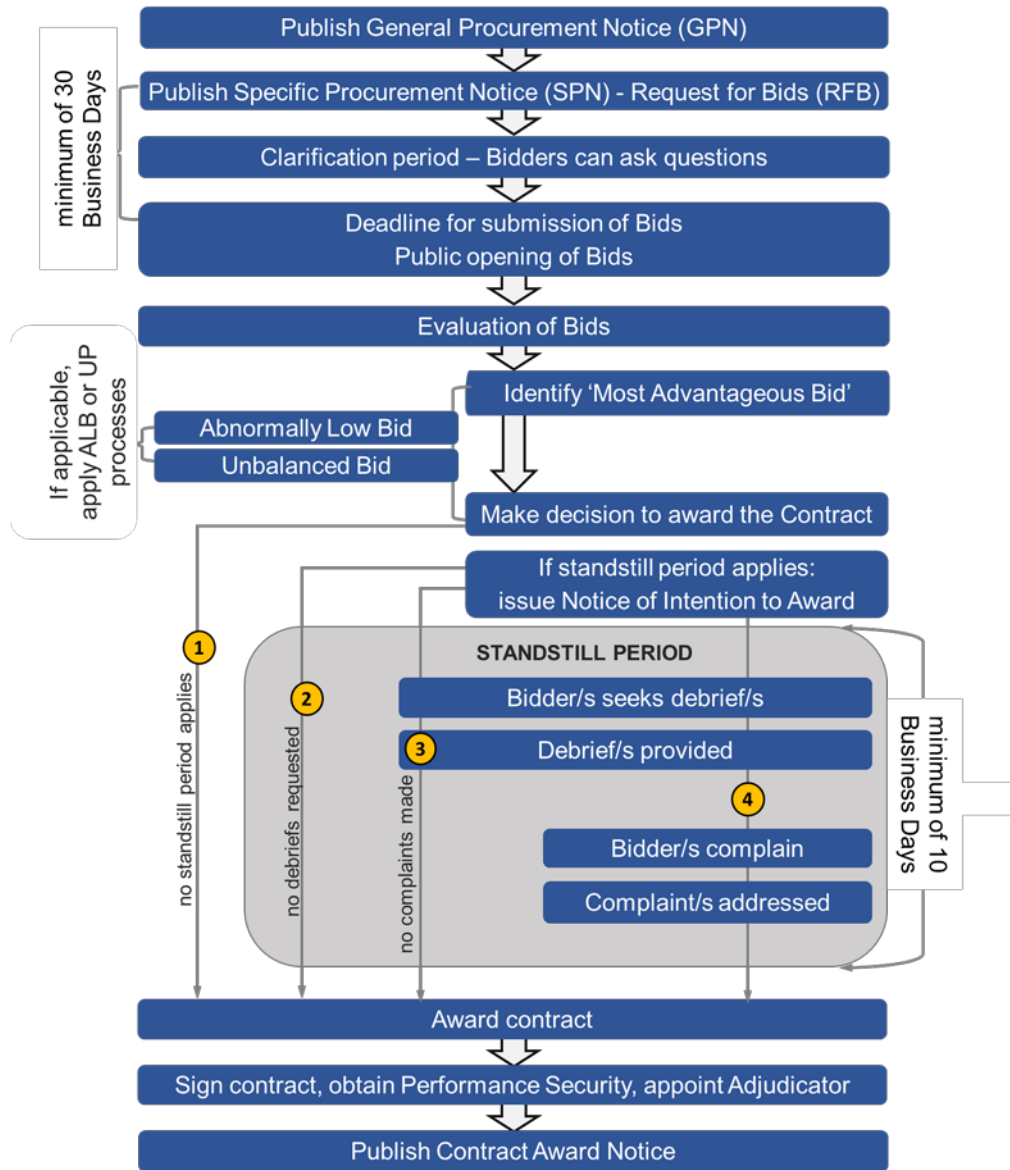 Publish General Procurement Notice (GPN)
minimum of 30
Business Days
Publish Specific Procurement Notice (SPN) - Request for Bids (RFB)
Clarification period – Bidders can ask questions
Deadline for submission of Bids
Public opening of Bids
Evaluation of Bids
If applicable,
apply ALB or UP
processes
Identify ‘Most Advantageous Bid’
Abnormally Low Bid
Unbalanced Bid
Make decision to award the Contract
If standstill period applies:
issue Notice of Intention to Award
1
no standstill period applies
2
no debriefs requested
3
no complaints made
STANDSTILL PERIOD
Bidder/s seeks debrief/s
Debrief/s provided
4
Bidder/s complain
Complaint/s addressed
minimum of 10
Business Days
Award contract
Sign contract, obtain Performance Security, appoint Adjudicator
Publish Contract Award Notice